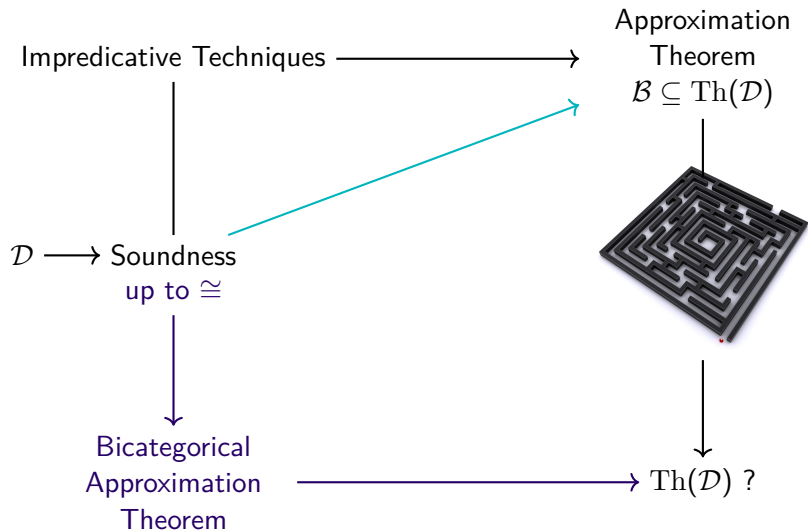 Impredicative Techniques
Approximation
Theorem
ℬ ⊆ Th(𝒟)
𝒟
Soundness
up to ≅
Bicategorical
Approximation
Theorem
Th(𝒟) ?